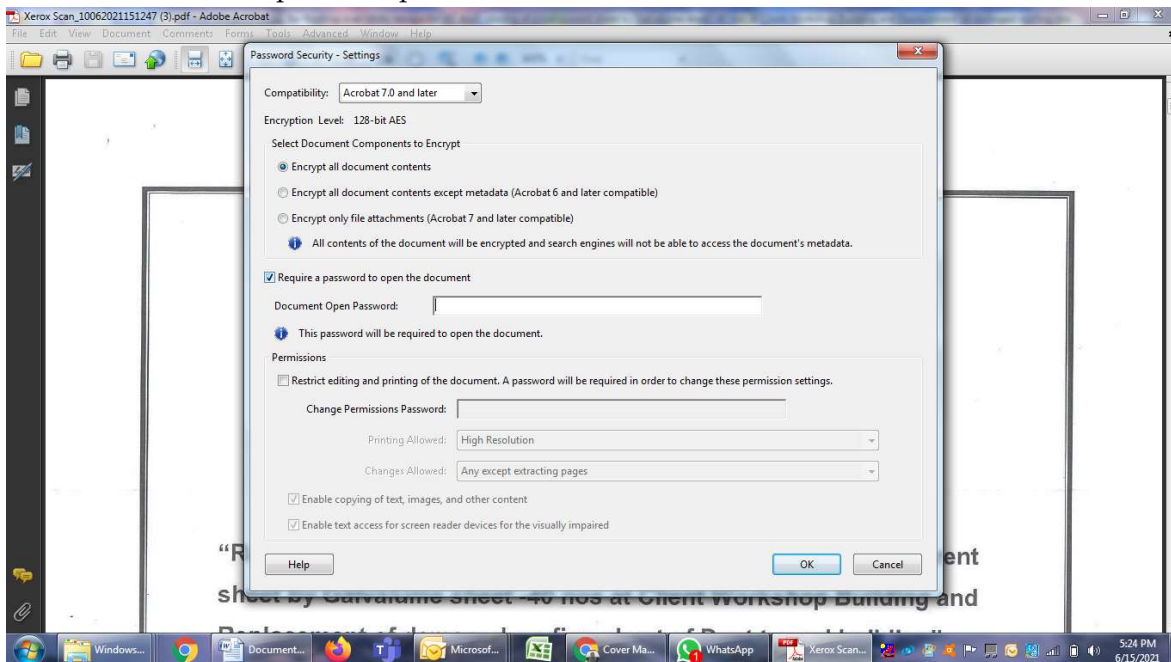 Xerox Scan_10062021151247 (3).pdf - Adobe Acrobat
File Edit View Document Comments Forms Tools Advanced Window Help
Password Security - Settings
Compatibility: Acrobat 7.0 and later
Encryption Level: 128-bit AES
Select Document Components to Encrypt
Encrypt all document contents
Encrypt all document contents except metadata (Acrobat 6 and later compatible)
Encrypt only file attachments (Acrobat 7 and later compatible)
All contents of the document will be encrypted and search engines will not be able to access the document's metadata.
Require a password to open the document
Document Open Password:
This password will be required to open the document.
Permissions
Restrict editing and printing of the document. A password will be required in order to change these permission settings.
Change Permissions Password:
Printing Allowed: High Resolution
Changes Allowed: Any except extracting pages
Enable copying of text, images, and other content
Enable text access for screen reader devices for the visually impaired
Help OK Cancel
sheet by Galvalume sheet -40 nos at Client Workshop Building and
Windows... Document... Microsof... Cover Ma... WhatsApp Xerox Scan...
5:24 PM
6/15/2021